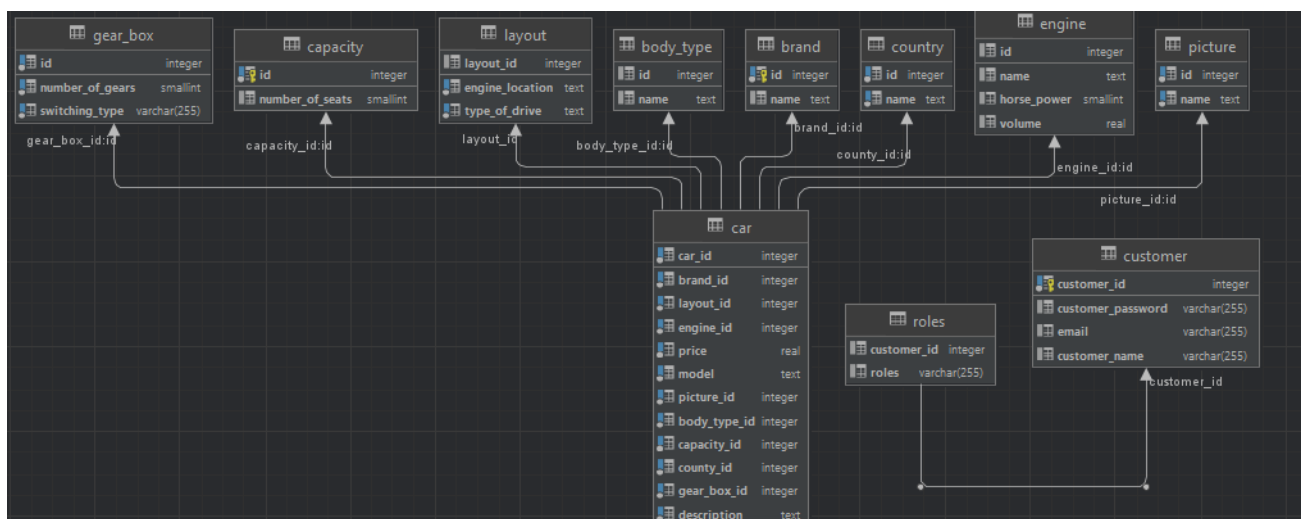 gear_box
id integer
number_of_gears smallint
switching_type varchar(255)
capacity
id integer
number_of_seats smallint
layout
layout_id integer
engine_location text
type_of_drive text
body_type
id integer
name text
brand
id integer
name text
country
id integer
name text
engine
id integer
name text
horse_power smallint
volume real
picture
id integer
name text
gear_box_id:id
capacity_id:id
layout_id
body_type_id:id
brand_id:id
county_id:id
engine_id:id
picture_id:id
car
car_id integer
brand_id integer
layout_id integer
engine_id integer
price real
model text
picture_id integer
body_type_id integer
capacity_id integer
county_id integer
gear_box_id integer
description text
roles
customer_id integer
roles varchar(255)
customer
customer_id integer
customer_password varchar(255)
email varchar(255)
customer_name varchar(255)
customer_id